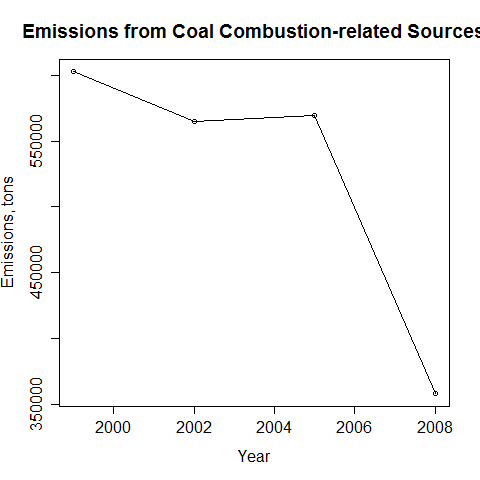 Emissions from Coal Combustion-related Sources
Emissions, tons
550000
450000
350000
2000 2002 2004 2006 2008
Year